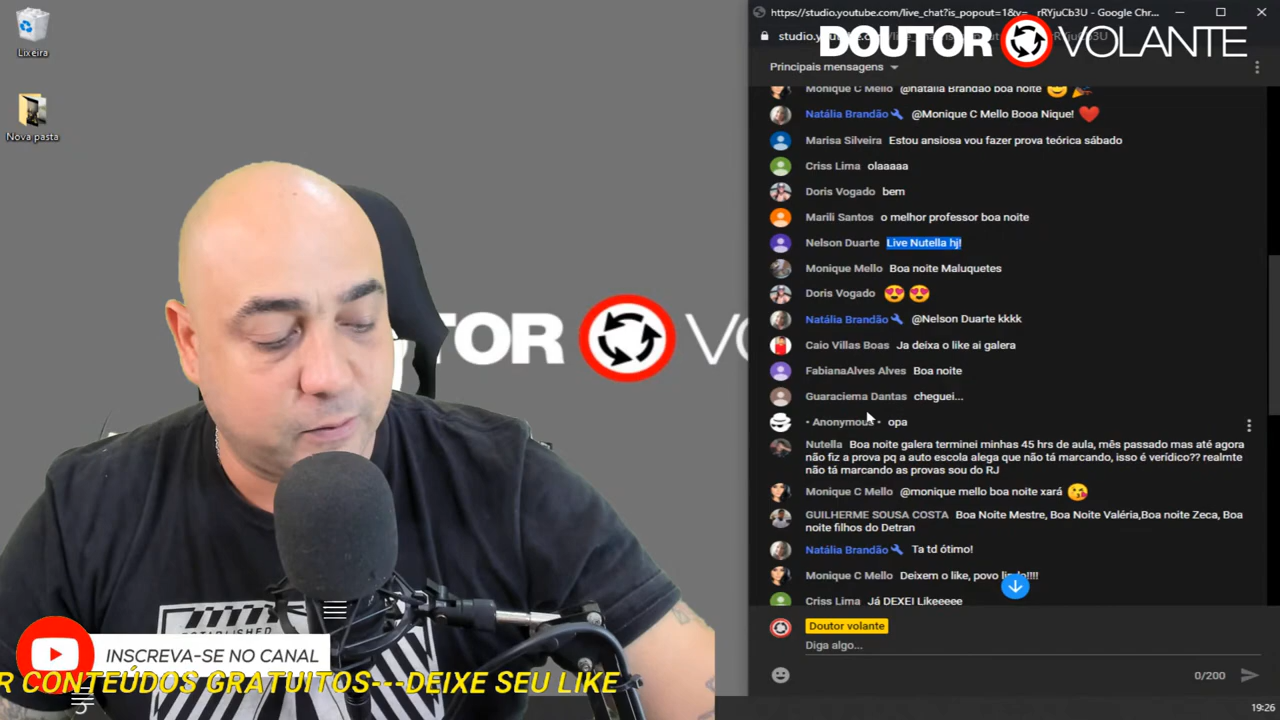 https://studio.youtube.com/live_chat?is_popout=1&v=_rRYjuCb3U - Google Chr...
DOUTOR VOLANTE
Principais mensagens
Lixeira
Nova pasta
Monique C Mello @natalia Brandão boa noite
Natália Brandão @Monique C Mello Booa Nique!
Marisa Silveira Estou ansiosa vou fazer prova teórica sábado
Criss Lima olaaaaa
Doris Vogado bem
Marili Santos o melhor professor boa noite
Nelson Duarte Live Nutella hj!
Monique Mello Boa noite Maluquetes
Doris Vogado
Natália Brandão @Nelson Duarte kkkk
Caio Villas Boas Ja deixa o like ai galera
FabianaAlves Alves Boa noite
Guaraciema Dantas cheguei...
• Anonymous • opa
Nutella Boa noite galera terminei minhas 45 hrs de aula, mês passado mas até agora
não fiz a prova pq a auto escola alega que não tá marcando, isso é verídico?? realmte
não tá marcando as provas sou do RJ
Monique C Mello @monique mello boa noite xará
GUILHERME SOUSA COSTA Boa Noite Mestre, Boa Noite Valéria,Boa noite Zeca, Boa
noite filhos do Detran
Natália Brandão Ta td ótimo!
Monique C Mello Deixem o like, povo lindo!!!!
Criss Lima Já DEXEI Likeeeee
Doutor volante
Diga algo...
0/200
19:26
TOR VO
ESTABLISHED
INSCREVA-SE NO CANAL
R CONTEÚDOS GRATUITOS---DEIXE SEU LIKE